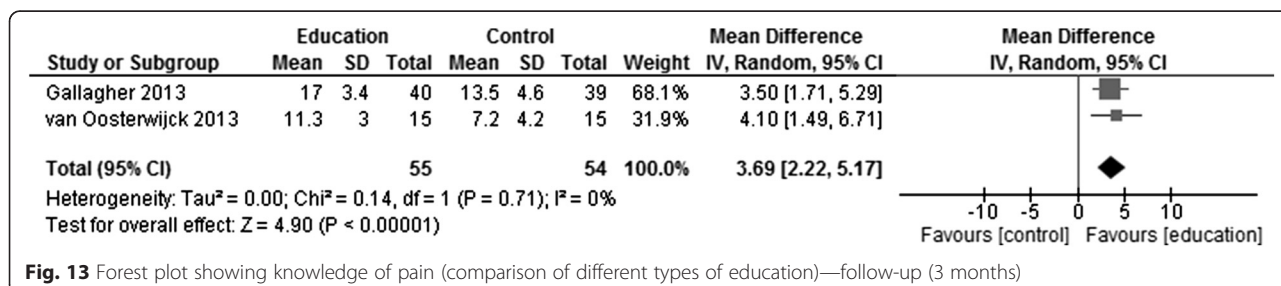 Education Control Mean Difference Mean Difference
Study or Subgroup Mean SD Total Mean SD Total Weight IV, Random, 95% CI IV, Random, 95% CI
Gallagher 2013 17 3.4 40 13.5 4.6 39 68.1% 3.50 [1.71, 5.29]
van Oosterwijck 2013 11.3 3 15 7.2 4.2 15 31.9% 4.10 [1.49, 6.71]
Total (95% CI) 55 54 100.0% 3.69 [2.22, 5.17]
Heterogeneity: Tau² = 0.00; Chi² = 0.14, df = 1 (P = 0.71); I² = 0%
Test for overall effect: Z = 4.90 (P < 0.00001)
-10 -5 0 5 10
Favours [control] Favours [education]
Fig. 13 Forest plot showing knowledge of pain (comparison of different types of education)—follow-up (3 months)